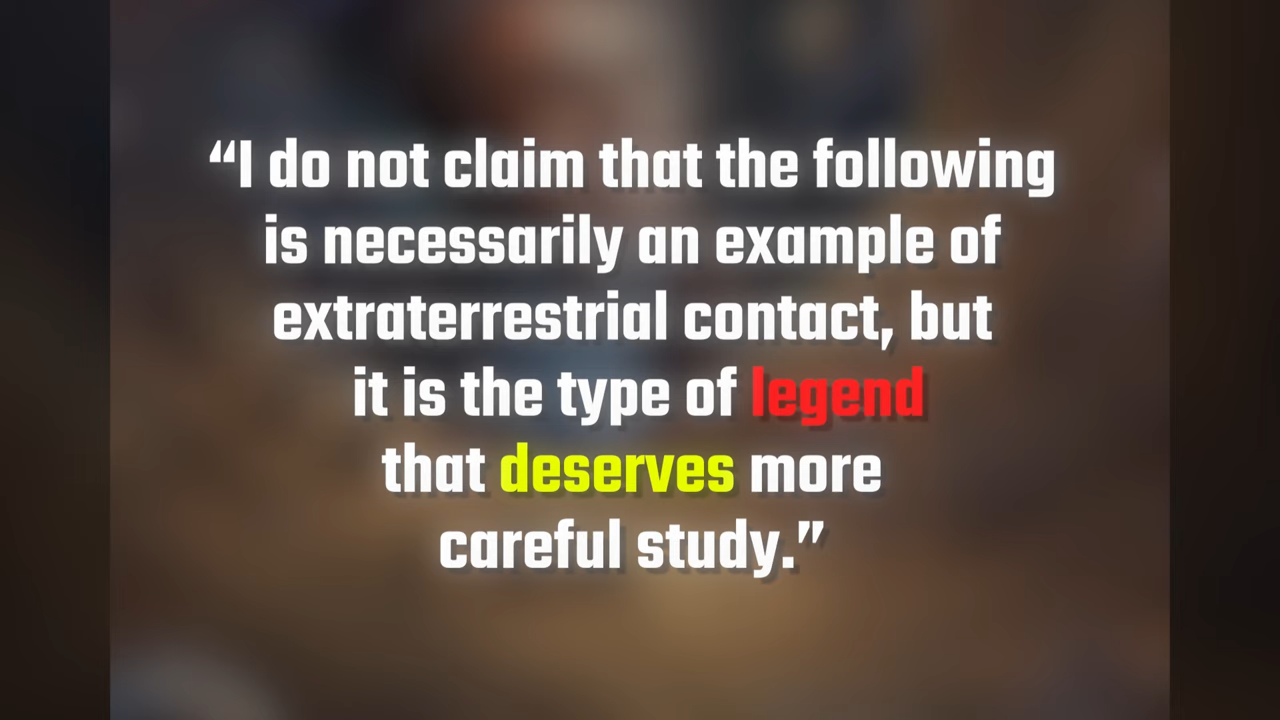 “I do not claim that the following
is necessarily an example of
extraterrestrial contact, but
it is the type of legend
that deserves more
careful study.”